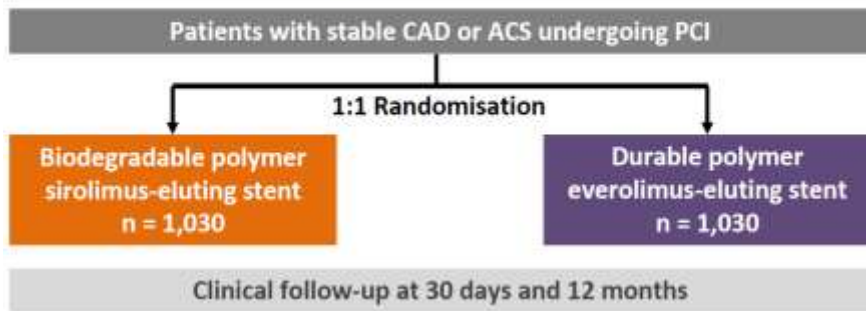 Patients with stable CAD or ACS undergoing PCI
1:1 Randomisation
Biodegradable polymer
sirolimus-eluting stent
n = 1,030
Durable polymer
everolimus-eluting stent
n = 1,030
Clinical follow-up at 30 days and 12 months